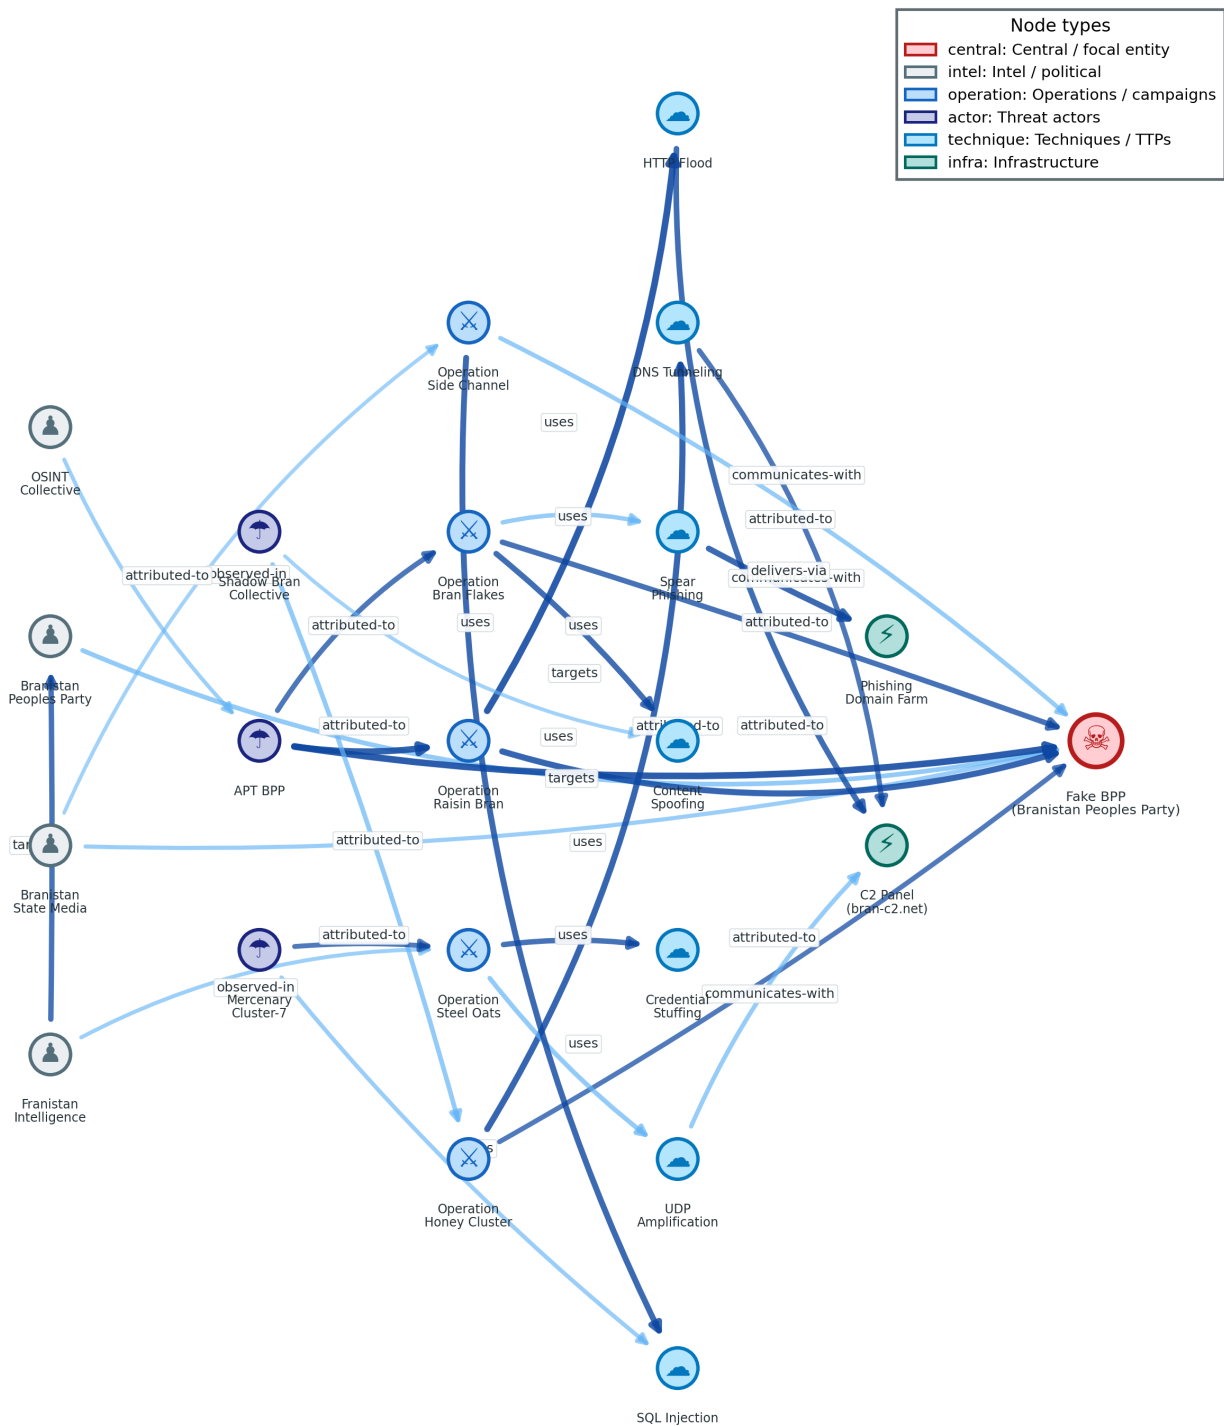 Node types
central: Central / focal entity
intel: Intel / political
operation: Operations / campaigns
actor: Threat actors
technique: Techniques / TTPs
infra: Infrastructure
HTTP Flood
Operation
Side Channel
DNS Tunneling
uses
OSINT
Collective
communicates-with
attributed-to
uses
attributed-to
observed-in
Shadow Bran
Collective
Operation
Bran Flakes
Spear
Phishing
delivers-via
communicates-with
attributed-to
uses
uses
attributed-to
Branistan
Peoples Party
targets
Phishing
Domain Farm
attributed-to
uses
attributed-to
attributed-to
APT BPP
Operation
Raisin Bran
targets
Content
Spoofing
Fake BPP
(Branistan Peoples Party)
attributed-to
uses
Branistan
State Media
C2 Panel
(bran-c2.net)
attributed-to
uses
attributed-to
observed-in
Mercenary
Cluster-7
Operation
Steel Oats
Credential
Stuffing
communicates-with
uses
Franistan
Intelligence
Operation
Honey Cluster
UDP
Amplification
SQL Injection